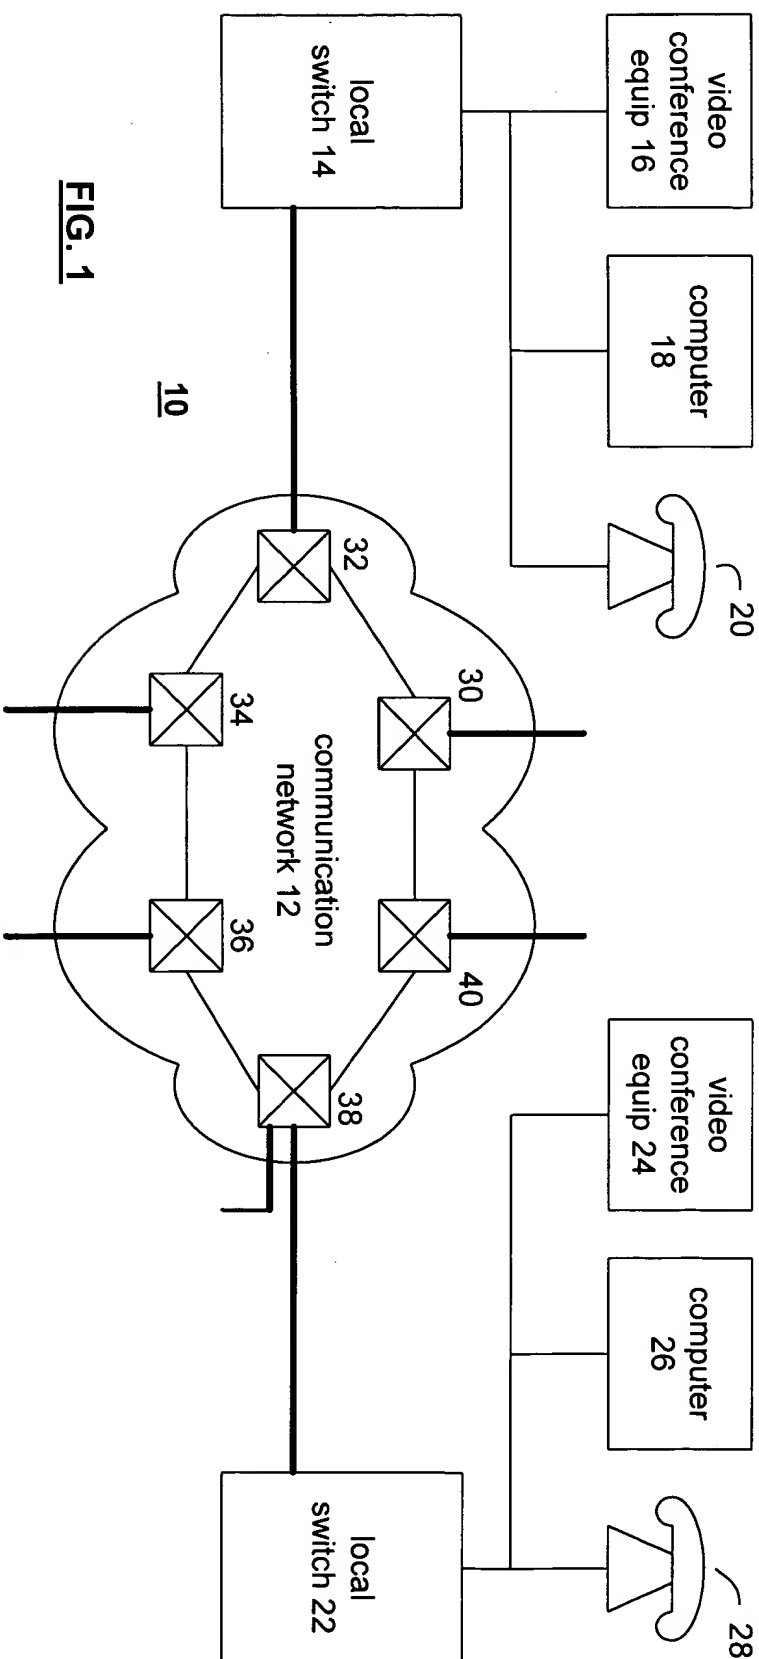 video
conference
equip 16
computer
18
20
video
conference
equip 24
computer
26
28
local
switch 14
32
30
40
38
34
36
communication
network 12
local
switch 22
10
FIG. 1